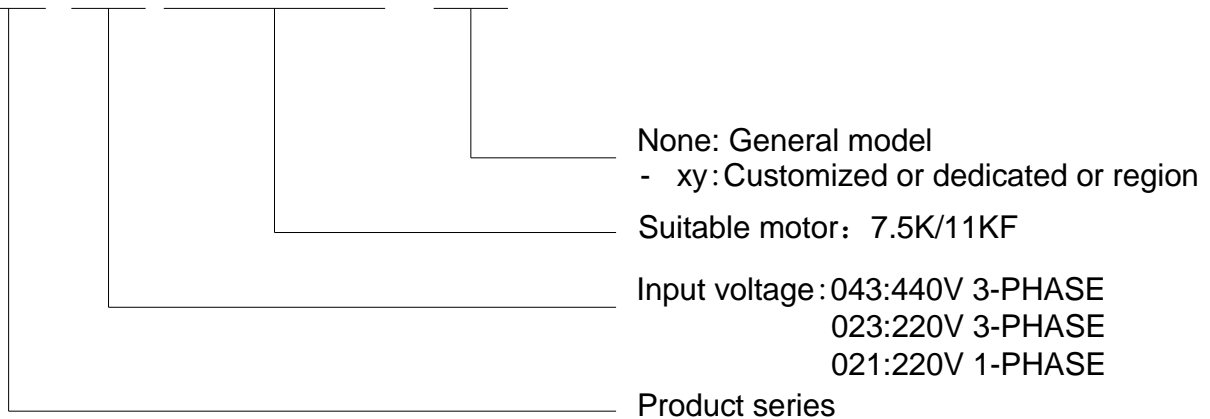 None: General model
- xy:Customized or dedicated or region
Suitable motor：7.5K/11KF
Input voltage:043:440V 3-PHASE
023:220V 3-PHASE
021:220V 1-PHASE
Product series